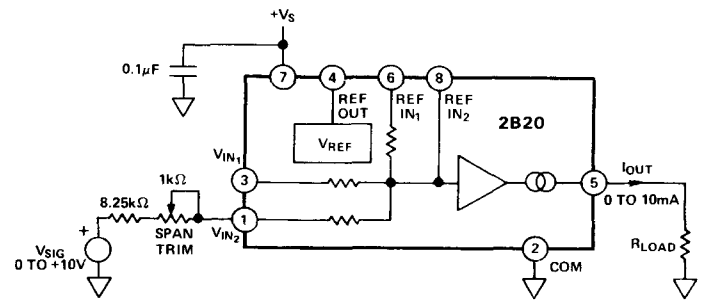 +VS
0.1μF
7
4
6
8
REF OUT
REF IN1
REF IN2
2B20
VREF
VIN1
3
1kΩ
8.25kΩ
SPAN TRIM
VIN2
1
+
VSIG
0 TO +10V
5
IOUT
0 TO 10mA
2
COM
RLOAD